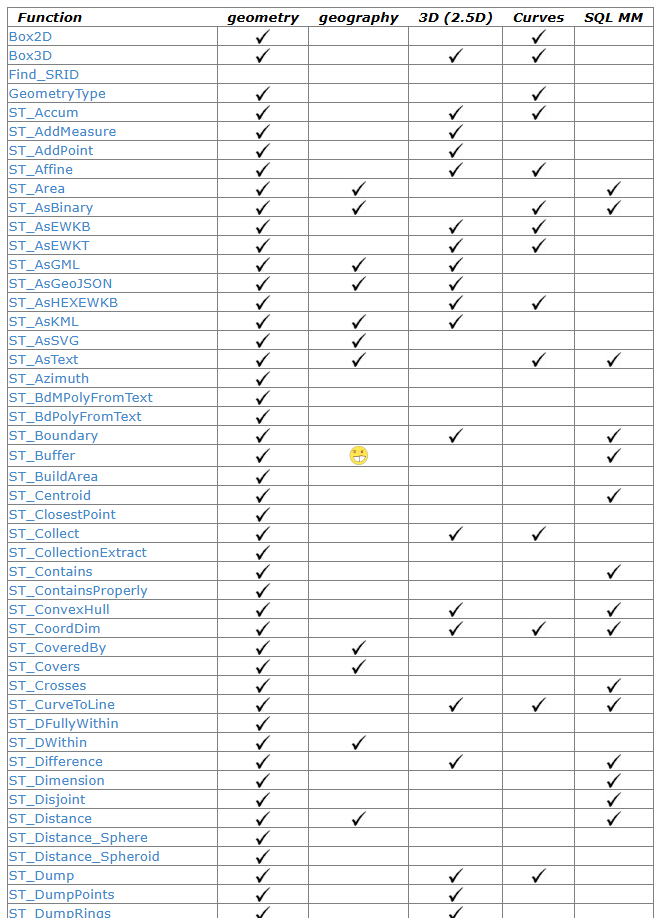 Function geometry geography 3D (2.5D) Curves SQL MM
Box2D ✓ ✓
Box3D ✓ ✓ ✓
Find_SRID
GeometryType ✓ ✓
ST_Accum ✓ ✓ ✓
ST_AddMeasure ✓ ✓
ST_AddPoint ✓ ✓
ST_Affine ✓ ✓ ✓
ST_Area ✓ ✓ ✓
ST_AsBinary ✓ ✓ ✓ ✓
ST_AsEWKB ✓ ✓ ✓
ST_AsEWKT ✓ ✓ ✓
ST_AsGML ✓ ✓ ✓
ST_AsGeoJSON ✓ ✓ ✓
ST_AsHEXEWKB ✓ ✓ ✓
ST_AsKML ✓ ✓ ✓
ST_AsSVG ✓ ✓
ST_AsText ✓ ✓ ✓ ✓
ST_Azimuth ✓
ST_BdMPolyFromText ✓
ST_BdPolyFromText ✓
ST_Boundary ✓ ✓ ✓
ST_Buffer ✓ 😁 ✓
ST_BuildArea ✓
ST_Centroid ✓ ✓
ST_ClosestPoint ✓
ST_Collect ✓ ✓ ✓
ST_CollectionExtract ✓
ST_Contains ✓ ✓
ST_ContainsProperly ✓
ST_ConvexHull ✓ ✓ ✓
ST_CoordDim ✓ ✓ ✓ ✓
ST_CoveredBy ✓ ✓
ST_Covers ✓ ✓
ST_Crosses ✓ ✓
ST_CurveToLine ✓ ✓ ✓ ✓
ST_DFullyWithin ✓
ST_DWithin ✓ ✓
ST_Difference ✓ ✓ ✓
ST_Dimension ✓ ✓
ST_Disjoint ✓ ✓
ST_Distance ✓ ✓ ✓
ST_Distance_Sphere ✓
ST_Distance_Spheroid ✓
ST_Dump ✓ ✓ ✓
ST_DumpPoints ✓ ✓
ST_DumpRings ✓ ✓